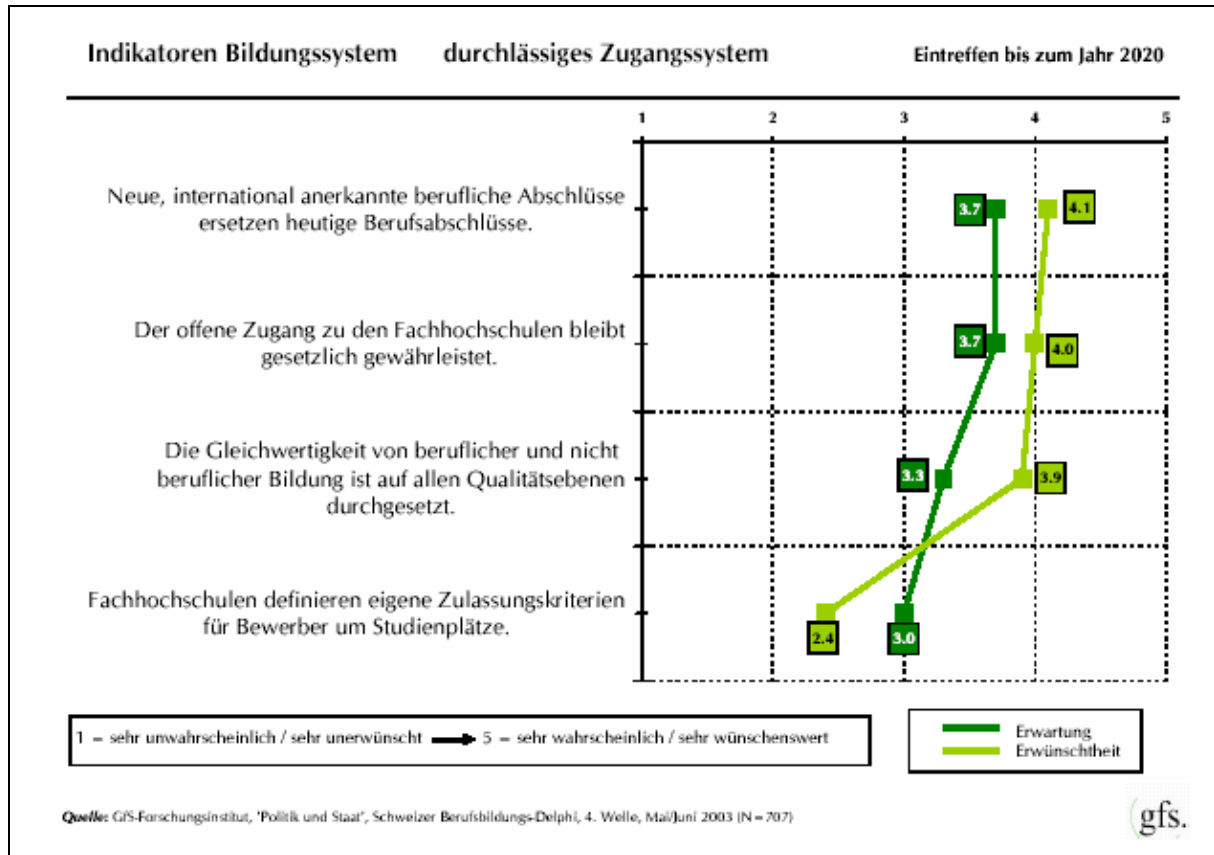 Indikatoren Bildungssystem durchlässiges Zugangssystem Eintreffen bis zum Jahr 2020
1 2 3 4 5
Neue, international anerkannte berufliche Abschlüsse
ersetzen heutige Berufsabschlüsse.
3.7 4.1
Der offene Zugang zu den Fachhochschulen bleibt
gesetzlich gewährleistet.
3.7 4.0
Die Gleichwertigkeit von beruflicher und nicht
beruflicher Bildung ist auf allen Qualitätsebenen
durchgesetzt.
3.3 3.9
Fachhochschulen definieren eigene Zulassungskriterien
für Bewerber um Studienplätze.
2.4 3.0
1 = sehr unwahrscheinlich / sehr unerwünscht 5 = sehr wahrscheinlich / sehr wünschenswert
Erwartung
Erwünschtheit
Quelle: GfS-Forschungsinstitut, "Politik und Staat", Schweizer Berufsbildungs-Delphi, 4. Welle, Mai/Juni 2003 (N=707)
(gfs.